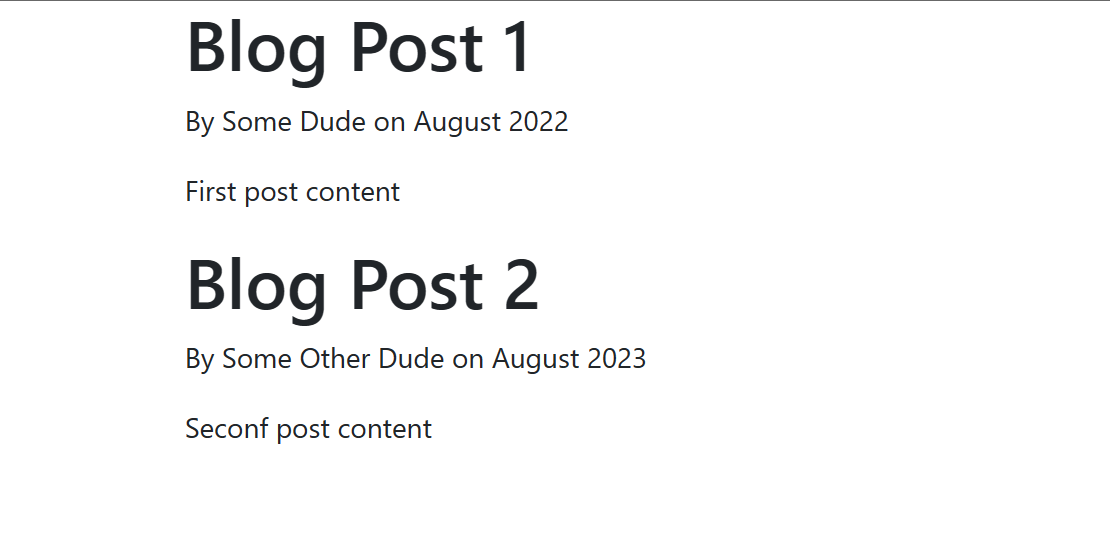 Blog Post 1
By Some Dude on August 2022
First post content
Blog Post 2
By Some Other Dude on August 2023
Seconf post content